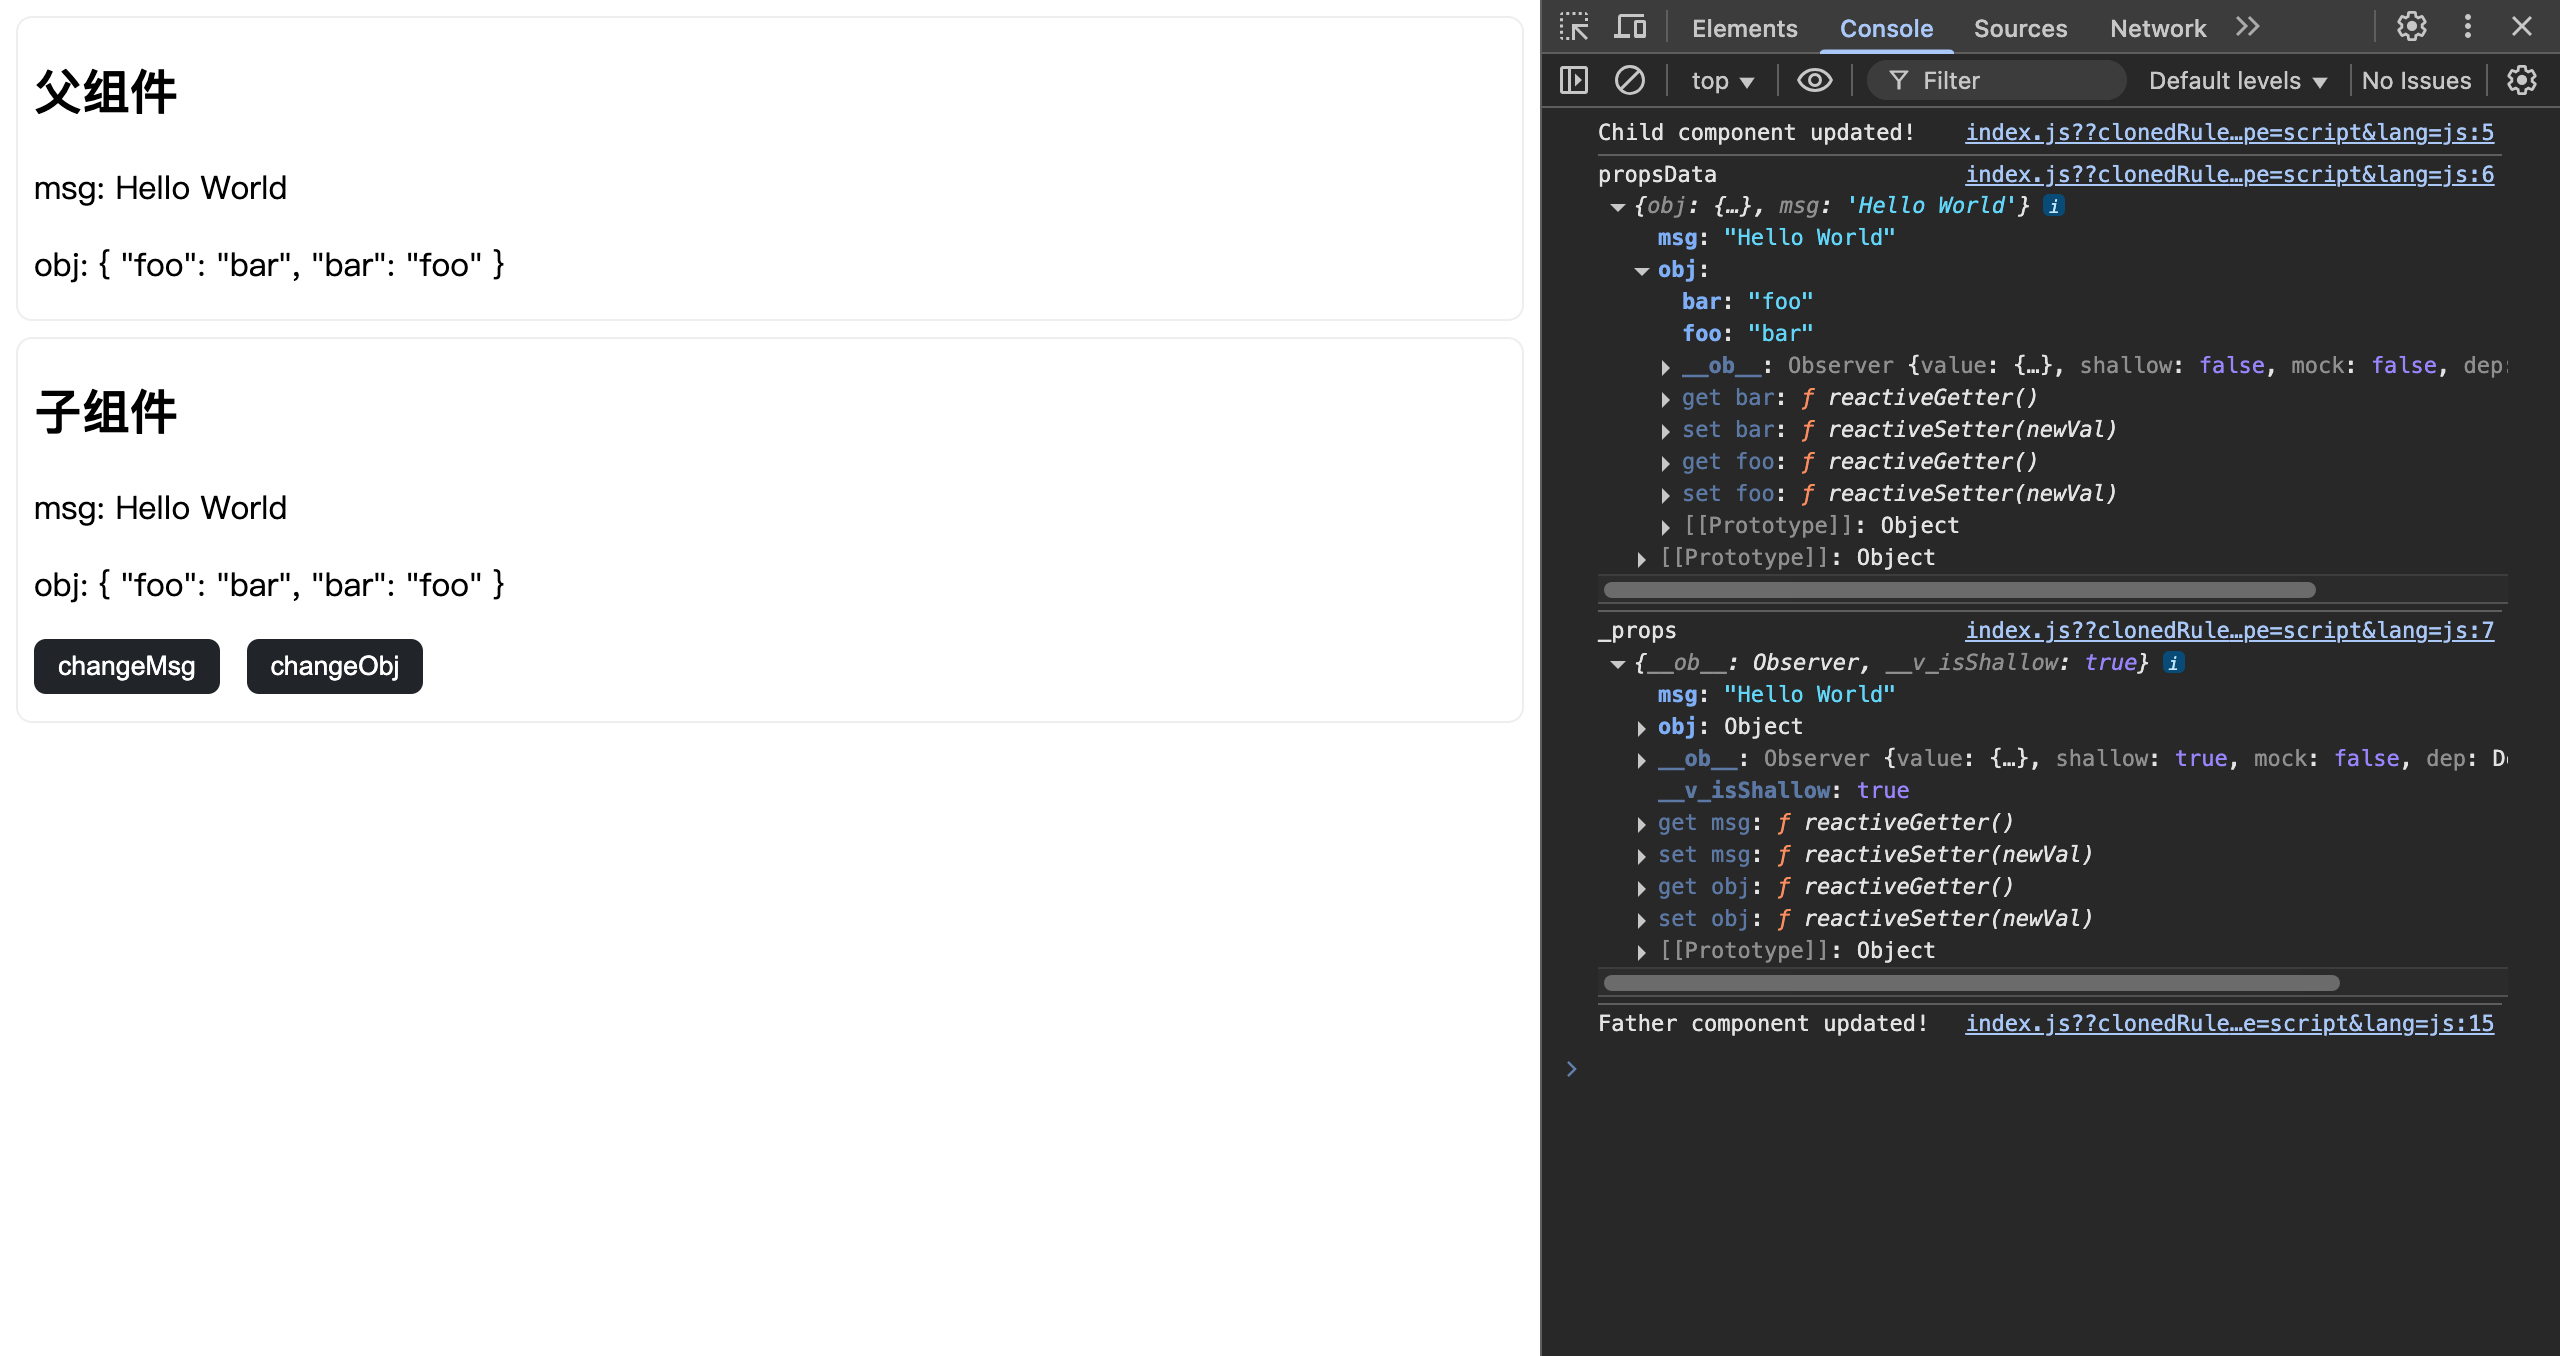 父组件
msg: Hello World
obj: { "foo": "bar", "bar": "foo" }
子组件
msg: Hello World
obj: { "foo": "bar", "bar": "foo" }
changeMsg changeObj
Elements Console Sources Network
top Filter Default levels No Issues
Child component updated! index.js??clonedRule…pe=script&lang=js:5
propsData index.js??clonedRule…pe=script&lang=js:6
{obj: {…}, msg: 'Hello World'} i
msg: "Hello World"
obj:
bar: "foo"
foo: "bar"
__ob__: Observer {value: {…}, shallow: false, mock: false, dep:
get bar: ƒ reactiveGetter()
set bar: ƒ reactiveSetter(newVal)
get foo: ƒ reactiveGetter()
set foo: ƒ reactiveSetter(newVal)
[[Prototype]]: Object
[[Prototype]]: Object
_props index.js??clonedRule…pe=script&lang=js:7
{__ob__: Observer, __v_isShallow: true} i
msg: "Hello World"
obj: Object
__ob__: Observer {value: {…}, shallow: true, mock: false, dep:
__v_isShallow: true
get msg: ƒ reactiveGetter()
set msg: ƒ reactiveSetter(newVal)
get obj: ƒ reactiveGetter()
set obj: ƒ reactiveSetter(newVal)
[[Prototype]]: Object
Father component updated! index.js??clonedRule…e=script&lang=js:15